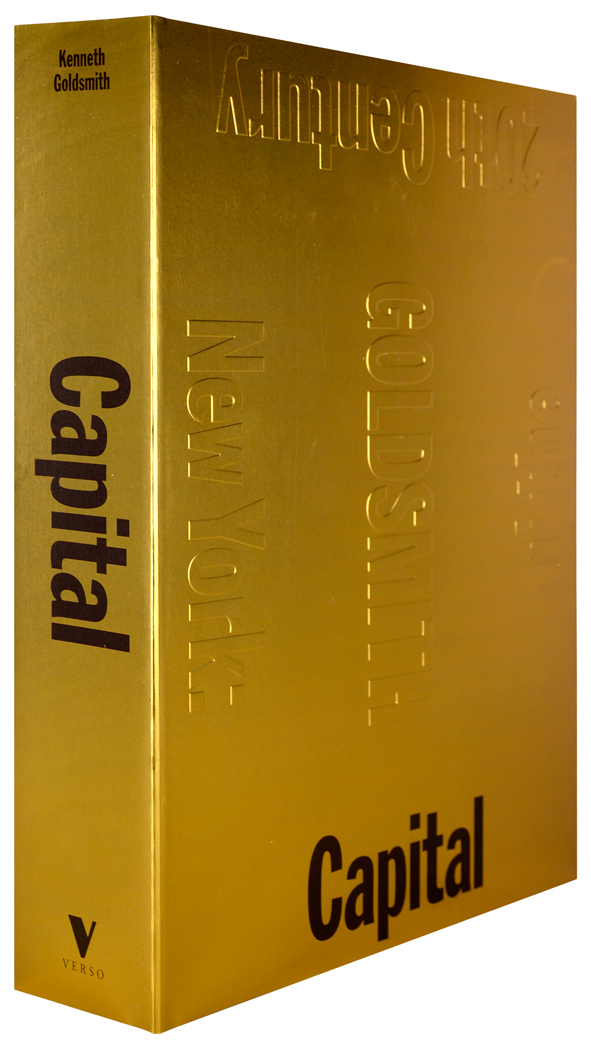 Kenneth
Goldsmith
Capital
V
VERSO
20th Century
New York:
GOLDSMITH
Capital